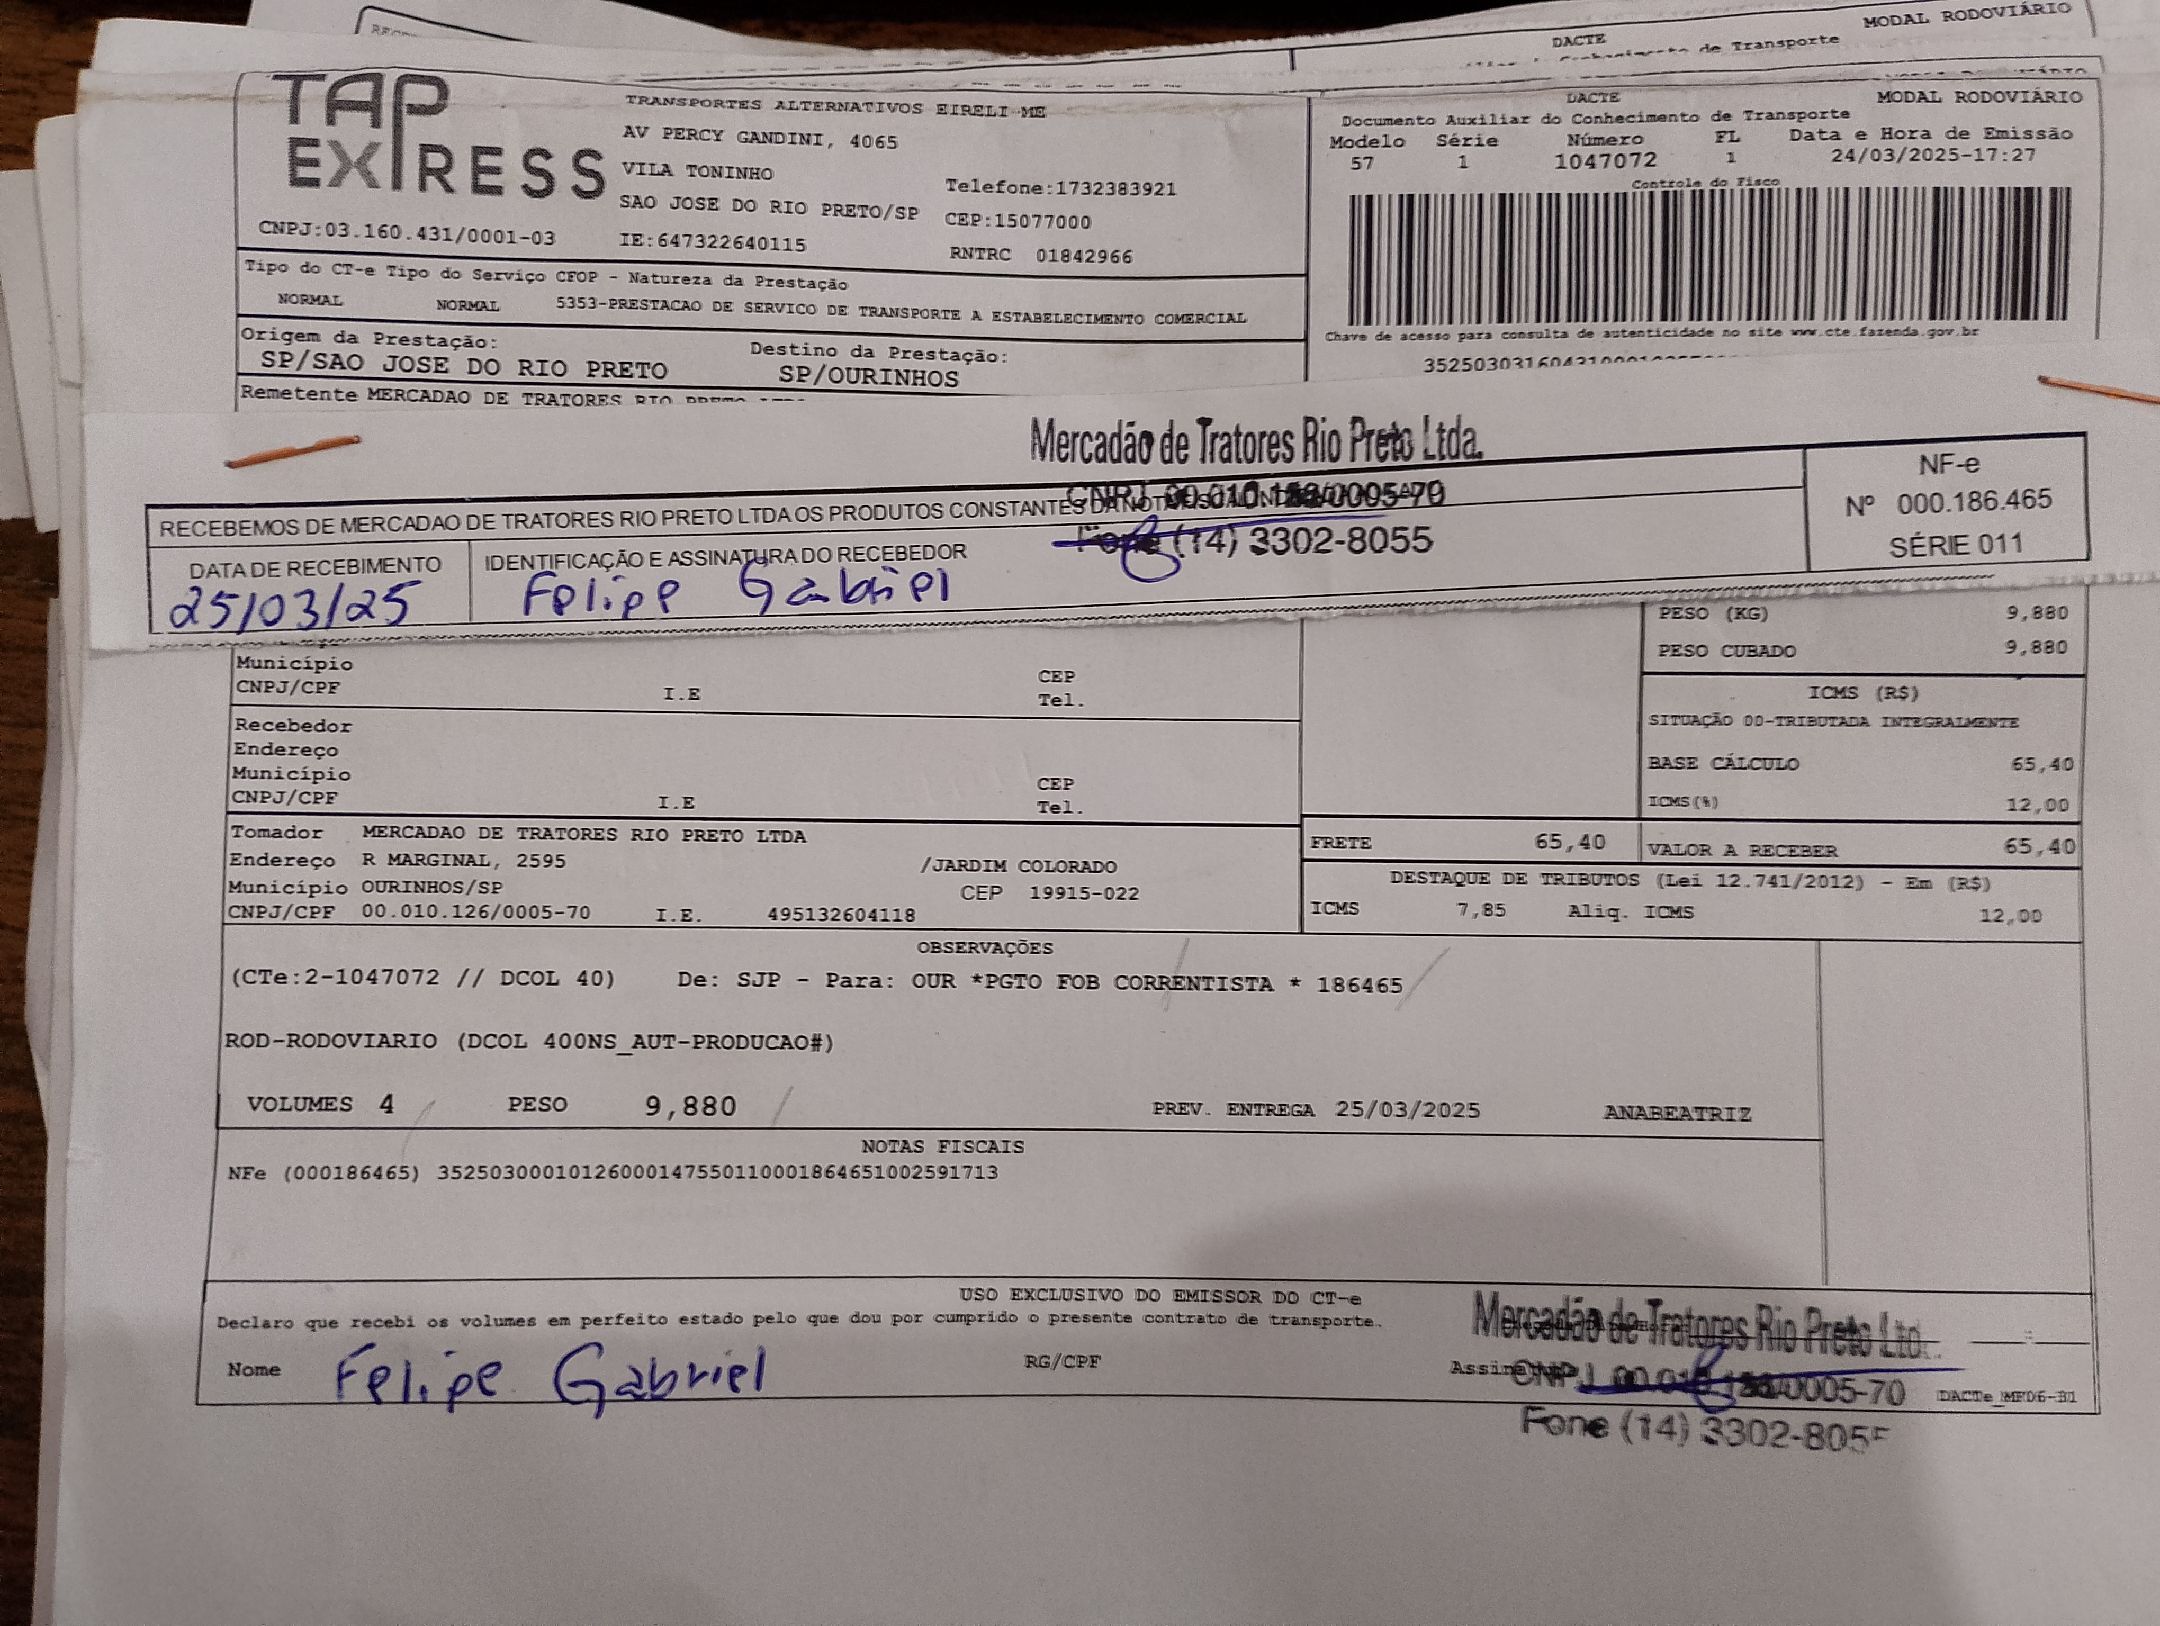 MODAL RODOVIÁRIO
DACTE
de Transporte
TAP EXPRESS
TRANSPORTES ALTERNATIVOS EIRELI ME
AV PERCY GANDINI, 4065
VILA TONINHO
Telefone:1732383921
SAO JOSE DO RIO PRETO/SP CEP:15077000
CNPJ:03.160.431/0001-03 IE:647322640115 RNTRC 01842966
DACTE MODAL RODOVIÁRIO
Documento Auxiliar do Conhecimento de Transporte
Modelo Série Número FL Data e Hora de Emissão
57 1 1047072 1 24/03/2025-17:27
Controle do Fisco
Chave de acesso para consulta de autenticidade no site www.cte.fazenda.gov.br
Tipo do CT-e Tipo do Serviço CFOP - Natureza da Prestação
NORMAL NORMAL 5353-PRESTACAO DE SERVICO DE TRANSPORTE A ESTABELECIMENTO COMERCIAL
Origem da Prestação: Destino da Prestação:
SP/SAO JOSE DO RIO PRETO SP/OURINHOS
Remetente MERCADAO DE TRATORES RIO PRETO
Mercadão de Tratores Rio Preto Ltda.
RECEBEMOS DE MERCADAO DE TRATORES RIO PRETO LTDA OS PRODUTOS CONSTANTES DA NOTA
Fone (14) 3302-8055
NF-e
Nº 000.186.465
SÉRIE 011
DATA DE RECEBIMENTO IDENTIFICAÇÃO E ASSINATURA DO RECEBEDOR
25/03/25 Felipe Gabriel
PESO (KG) 9,880
PESO CUBADO 9,880
Município CEP
CNPJ/CPF I.E Tel.
ICMS (R$)
SITUAÇÃO 00-TRIBUTADA INTEGRALMENTE
BASE CÁLCULO 65,40
ICMS(%) 12,00
Recebedor
Endereço
Município CEP
CNPJ/CPF I.E Tel.
FRETE 65,40 VALOR A RECEBER 65,40
DESTAQUE DE TRIBUTOS (Lei 12.741/2012) - Em (R$)
ICMS 7,85 Aliq. ICMS 12,00
Tomador MERCADAO DE TRATORES RIO PRETO LTDA
Endereço R MARGINAL, 2595 /JARDIM COLORADO
Município OURINHOS/SP CEP 19915-022
CNPJ/CPF 00.010.126/0005-70 I.E. 495132604118
OBSERVAÇÕES
(CTe:2-1047072 // DCOL 40) De: SJP - Para: OUR *PGTO FOB CORRENTISTA * 186465
ROD-RODOVIARIO (DCOL 400NS_AUT-PRODUCAO#)
VOLUMES 4 PESO 9,880 PREV. ENTREGA 25/03/2025 ANABEATRIZ
NOTAS FISCAIS
NFe (000186465) 35250300010126000147550110001864651002591713
USO EXCLUSIVO DO EMISSOR DO CT-e
Declaro que recebi os volumes em perfeito estado pelo que dou por cumprido o presente contrato de transporte.
Mercadão de Tratores Rio Preto
Nome Felipe Gabriel RG/CPF
DACTe_MF06-B1
Fone (14) 3302-805